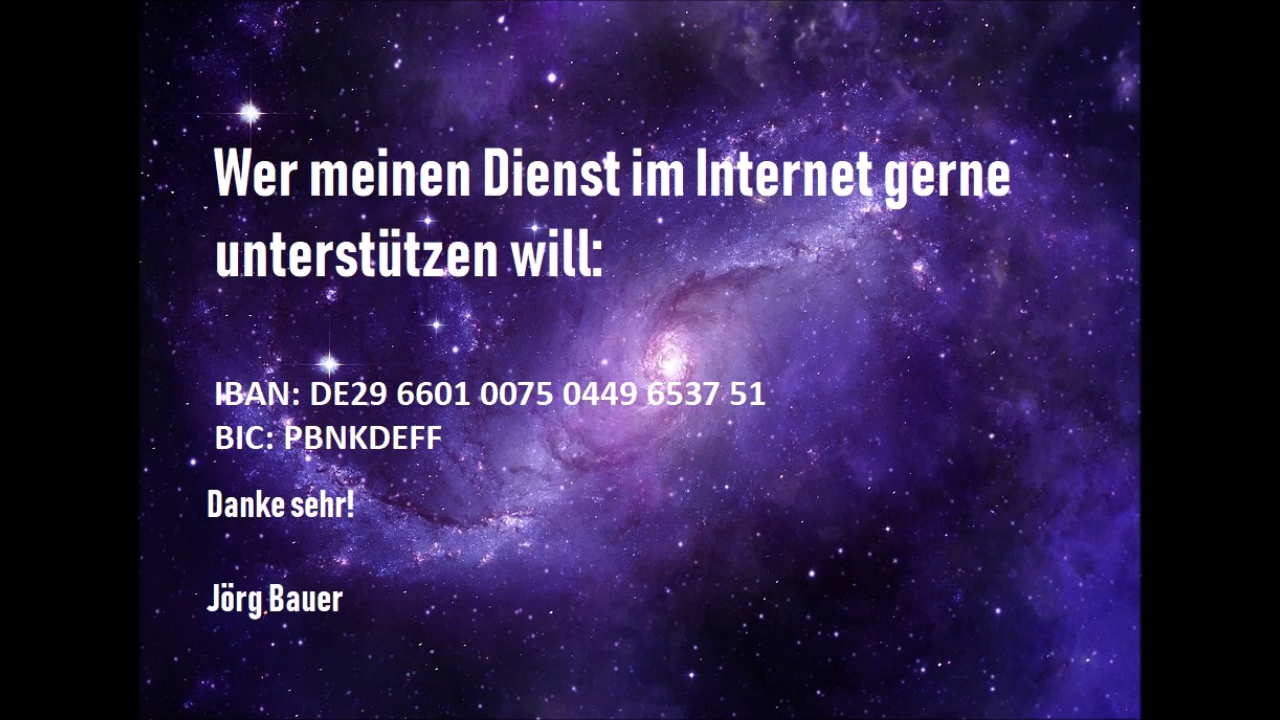 Wer meinen Dienst im Internet gerne
unterstützen will:
IBAN: DE29 6601 0075 0449 6537 51
BIC: PBNKDEFF
Danke sehr!
Jörg Bauer